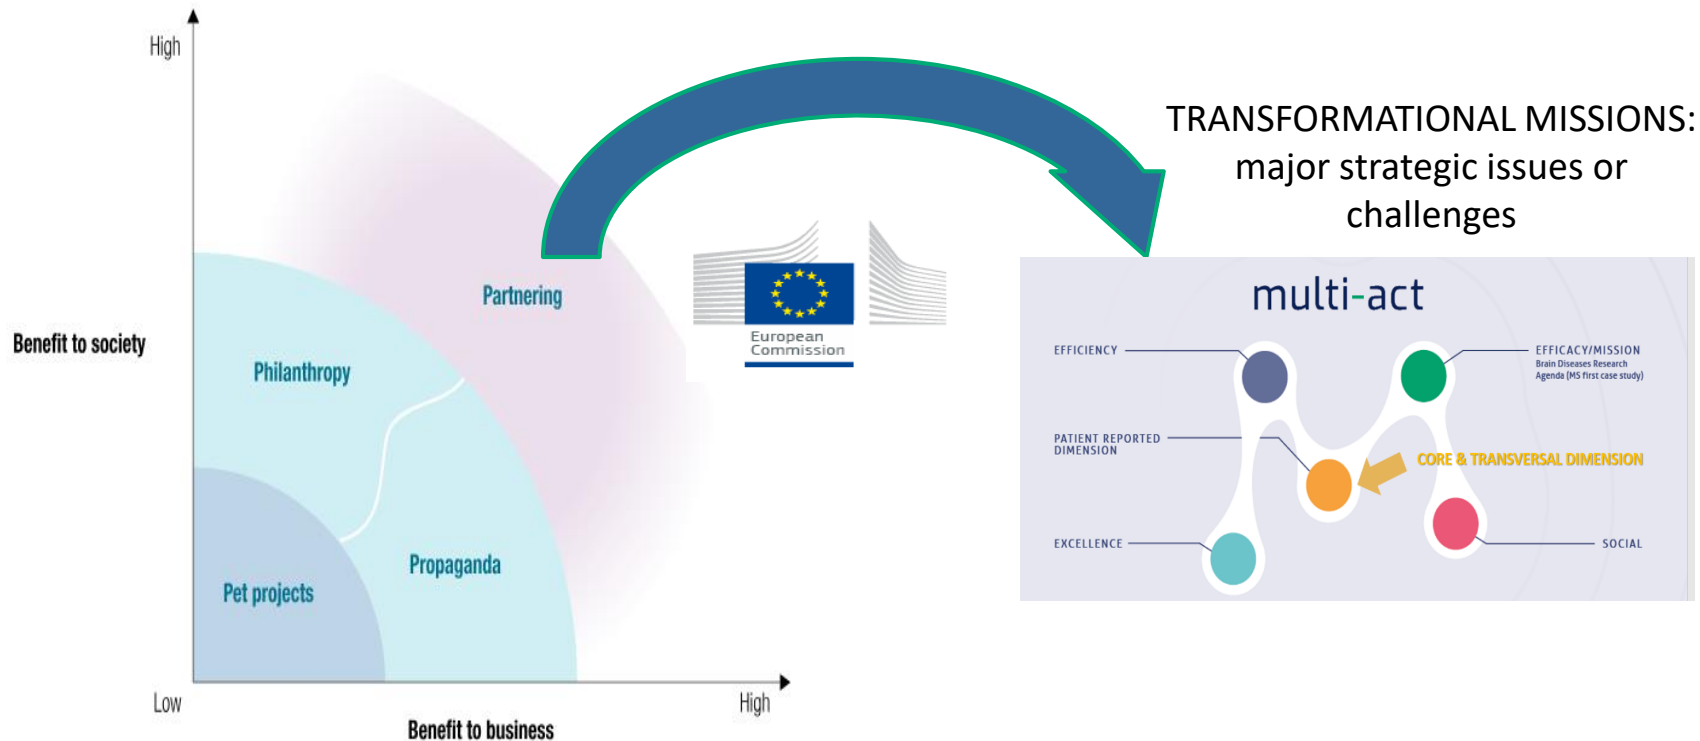 High
Benefit to society
Partnering
Philanthropy
Propaganda
Pet projects
Low
High
Benefit to business
European
Commission
TRANSFORMATIONAL MISSIONS:
major strategic issues or
challenges
multi-act
EFFICIENCY
EFFICACY/MISSION
Brain Diseases Research
Agenda (MS first case study)
PATIENT REPORTED
DIMENSION
CORE & TRANSVERSAL DIMENSION
EXCELLENCE
SOCIAL